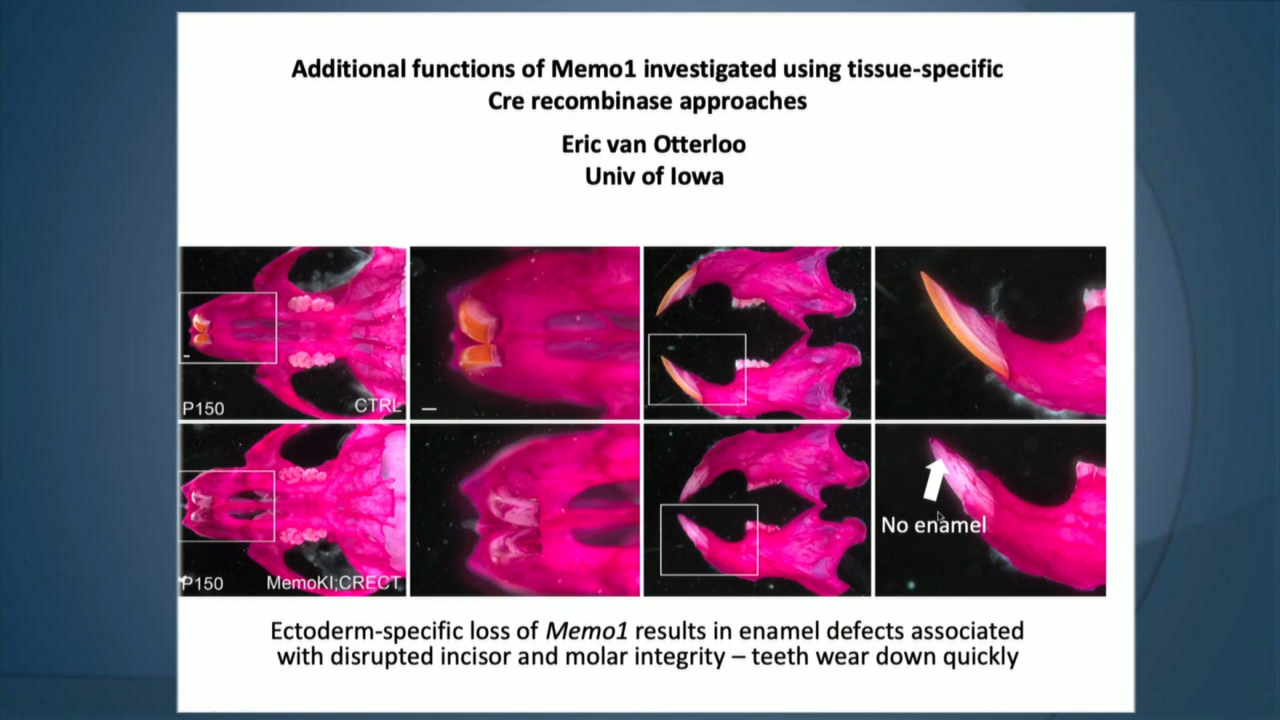 Additional functions of Memo1 investigated using tissue-specific
Cre recombinase approaches
Eric van Otterloo
Univ of Iowa
P150
CTRL
P150
MemoKI;CRECT
No enamel
Ectoderm-specific loss of Memo1 results in enamel defects associated
with disrupted incisor and molar integrity – teeth wear down quickly